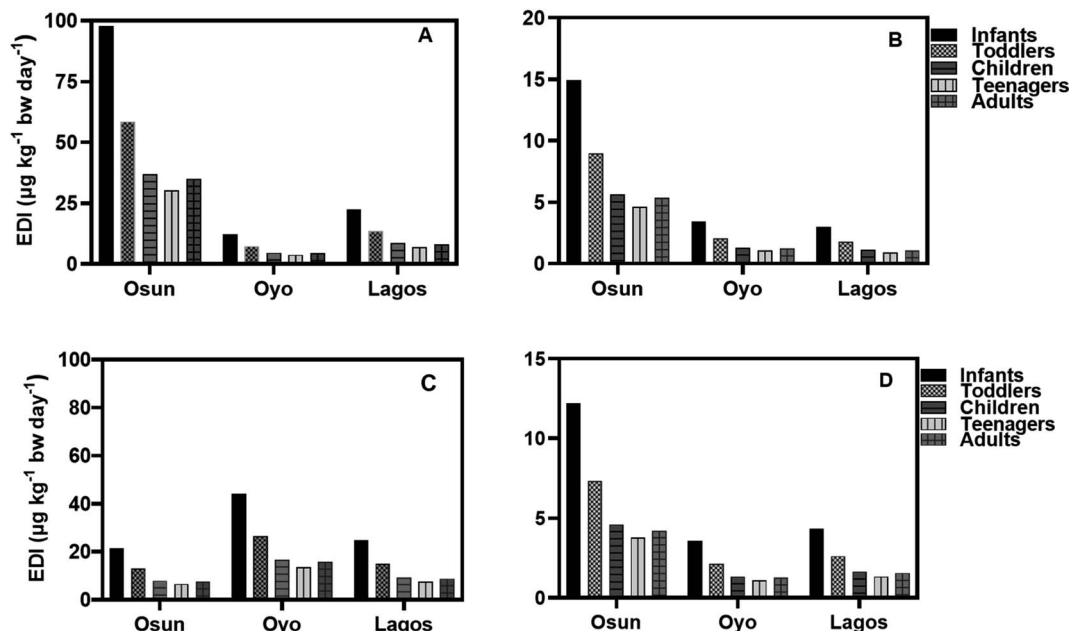 EDI (µg kg⁻¹ bw day⁻¹)
100
75
50
25
0
A
Osun Oyo Lagos
20
15
10
5
0
B
Osun Oyo Lagos
Infants
Toddlers
Children
Teenagers
Adults
EDI (µg kg⁻¹ bw day⁻¹)
100
80
60
40
20
0
C
Osun Oyo Lagos
15
10
5
0
D
Osun Oyo Lagos
Infants
Toddlers
Children
Teenagers
Adults